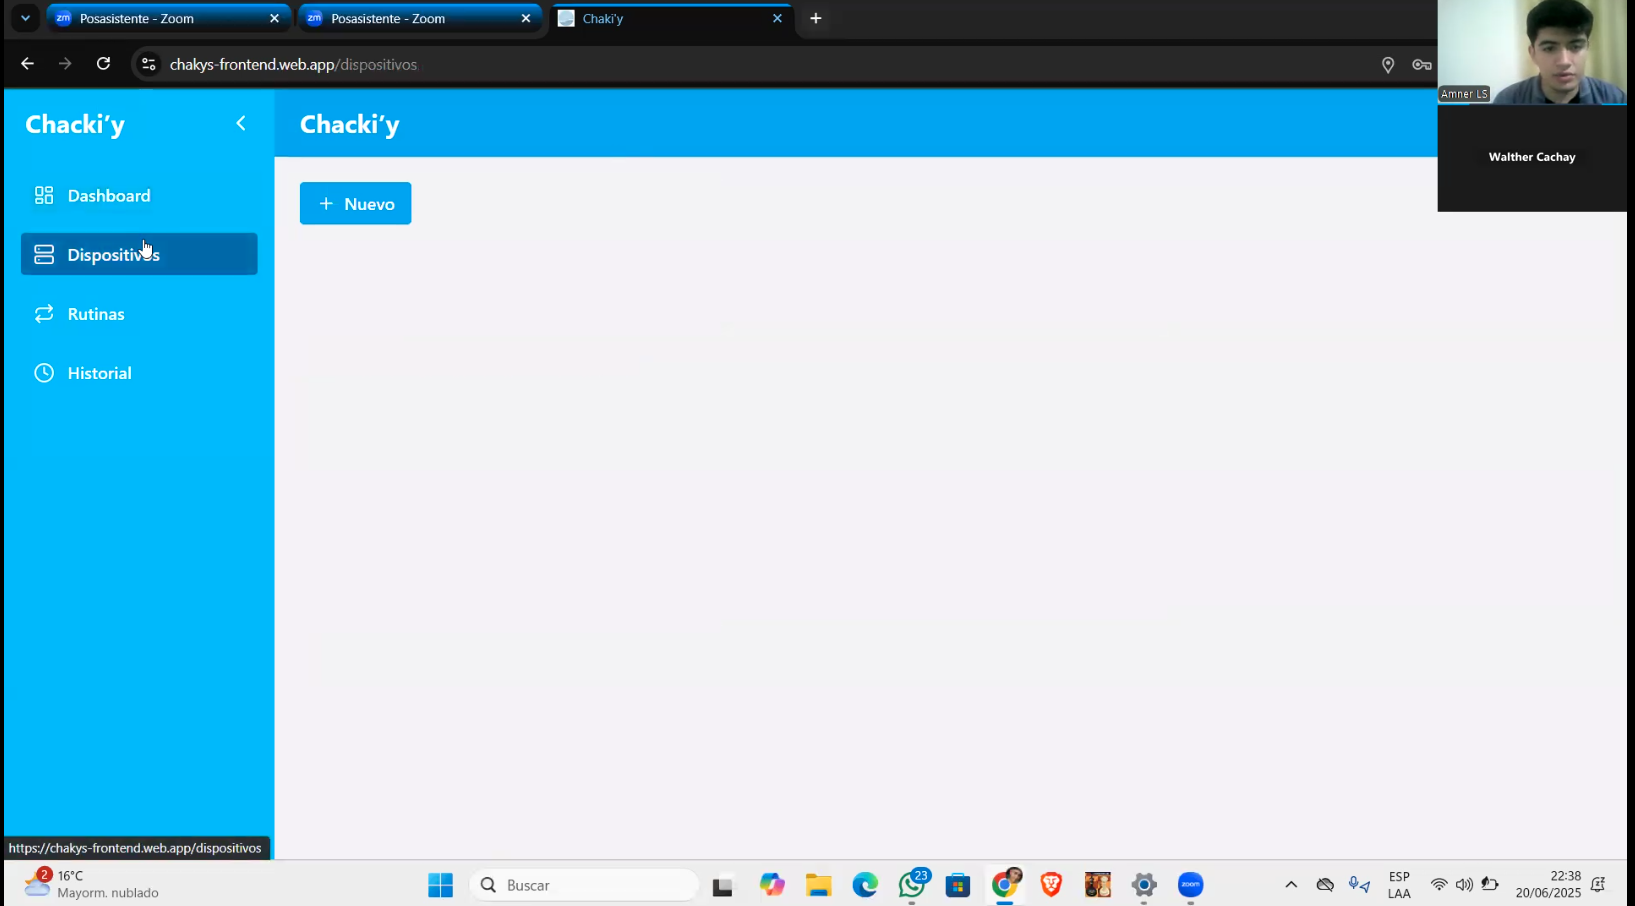 Posasistente - Zoom
Posasistente - Zoom
Chaki'y
chakys-frontend.web.app/dispositivos
Amner LS
Walther Cachay
Chacki’y
Chacki’y
Dashboard
Dispositivos
Rutinas
Historial
+ Nuevo
https://chakys-frontend.web.app/dispositivos
2
16°C
Mayorm. nublado
Buscar
23
zoom
ESP
LAA
22:38
20/06/2025